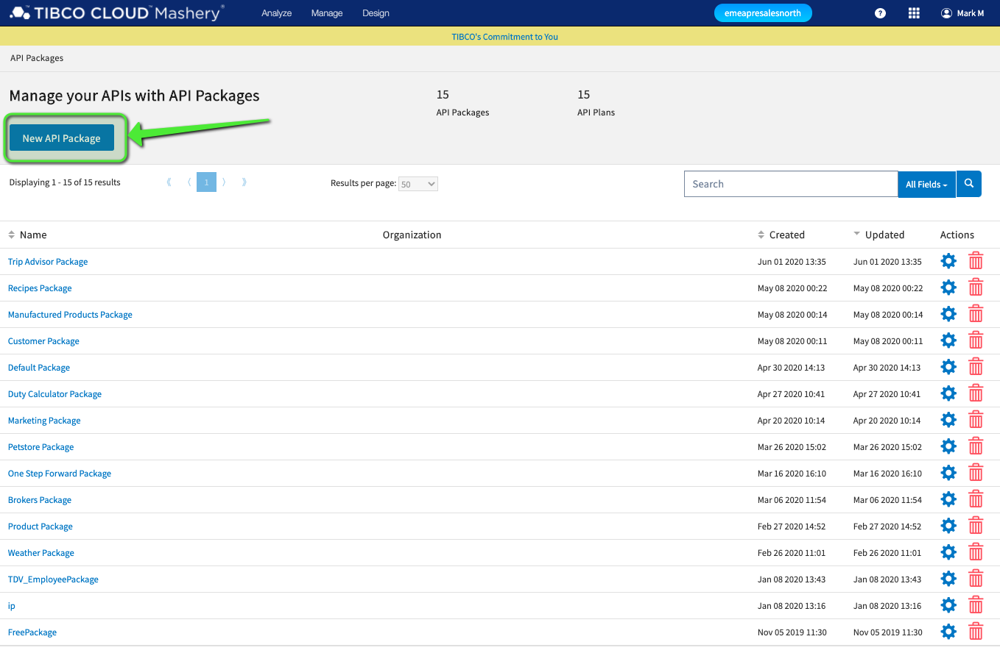 TIBCO CLOUD™ Mashery® Analyze Manage Design emeapresalesnorth ? Mark M
TIBCO's Commitment to You
API Packages
Manage your APIs with API Packages 15 15
API Packages API Plans
New API Package
Displaying 1 - 15 of 15 results 《 〈 1 〉 》 Results per page: 50 Search All Fields
Name Organization Created Updated Actions
Trip Advisor Package Jun 01 2020 13:35 Jun 01 2020 13:35
Recipes Package May 08 2020 00:22 May 08 2020 00:22
Manufactured Products Package May 08 2020 00:14 May 08 2020 00:14
Customer Package May 08 2020 00:11 May 08 2020 00:11
Default Package Apr 30 2020 14:13 Apr 30 2020 14:13
Duty Calculator Package Apr 27 2020 10:41 Apr 27 2020 10:41
Marketing Package Apr 20 2020 10:14 Apr 20 2020 10:14
Petstore Package Mar 26 2020 15:02 Mar 26 2020 15:02
One Step Forward Package Mar 16 2020 16:10 Mar 16 2020 16:10
Brokers Package Mar 06 2020 11:54 Mar 06 2020 11:54
Product Package Feb 27 2020 14:52 Feb 27 2020 14:52
Weather Package Feb 26 2020 11:01 Feb 26 2020 11:01
TDV_EmployeePackage Jan 08 2020 13:43 Jan 08 2020 13:43
ip Jan 08 2020 13:16 Jan 08 2020 13:16
FreePackage Nov 05 2019 11:30 Nov 05 2019 11:30